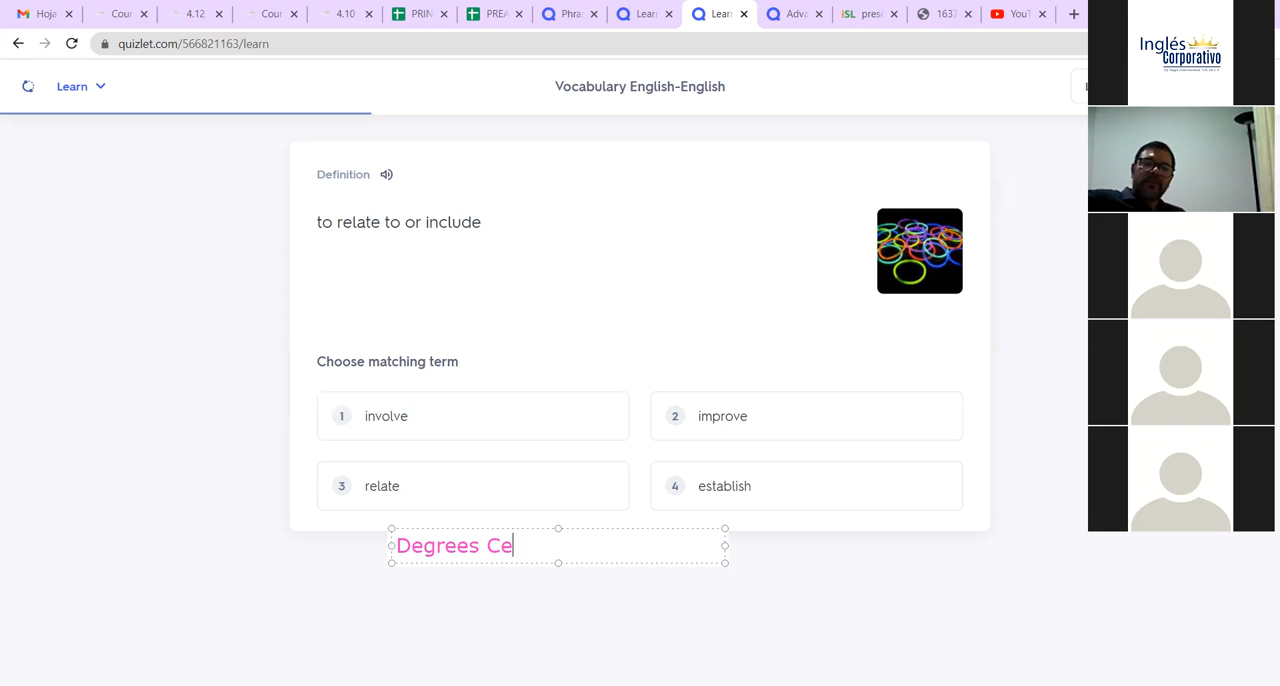 Hoja
Cour
4.12
Cour
4.10
PRIN
PREA
Phra
Learn
Learn
Adva
iSL prese
1637
YouT
quizlet.com/566821163/learn
Learn
Vocabulary English-English
Definition
to relate to or include
Choose matching term
1 involve
2 improve
3 relate
4 establish
Degrees Ce
Inglés
Corporativo